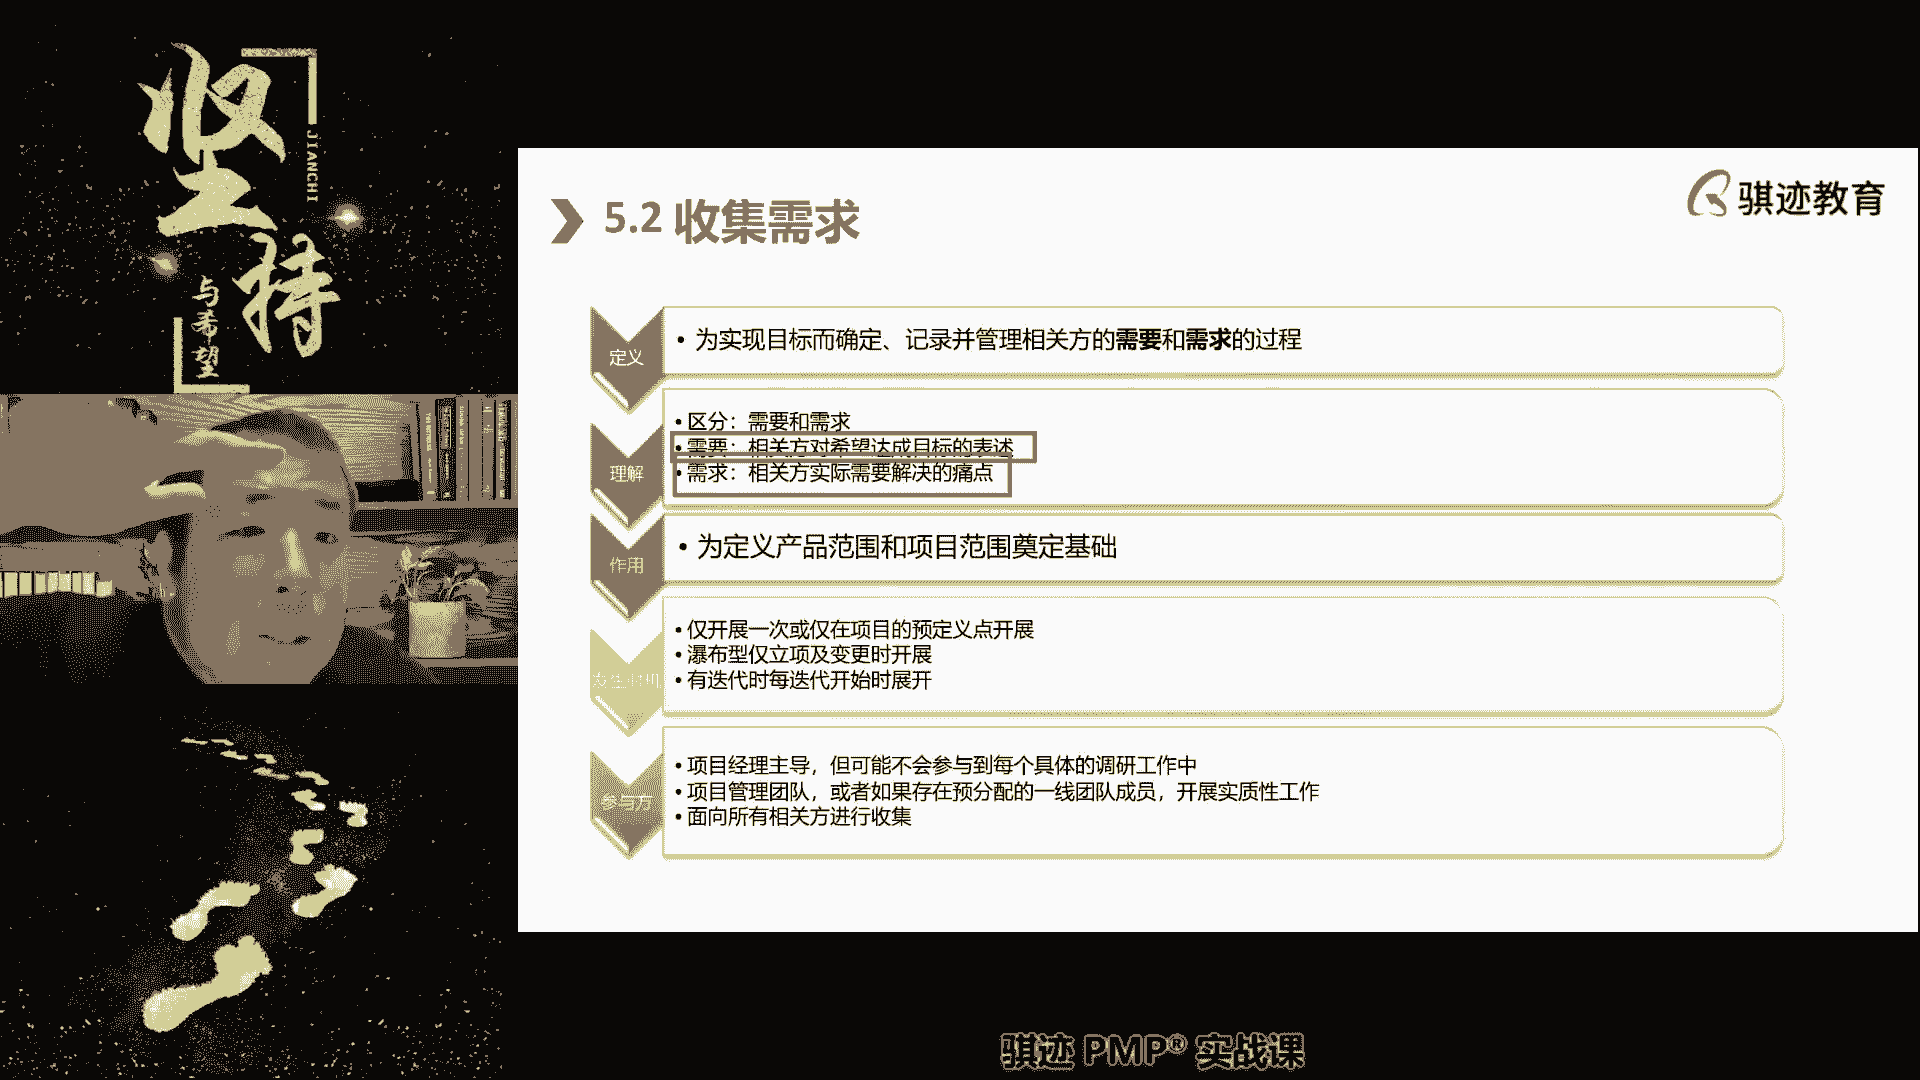 坚持
JIANCHI
与希望
骐迹教育
5.2 收集需求
定义
• 为实现目标而确定、记录并管理相关方的需要和需求的过程
理解
• 区分：需要和需求
• 需要：相关方对希望达成目标的表述
• 需求：相关方实际需要解决的痛点
作用
• 为定义产品范围和项目范围奠定基础
发生时机
• 仅开展一次或仅在项目的预定义点开展
• 瀑布型仅立项及变更时开展
• 有迭代时每迭代开始时展开
参与方
• 项目经理主导，但可能不会参与到每个具体的调研工作中
• 项目管理团队，或者如果存在预分配的一线团队成员，开展实质性工作
• 面向所有相关方进行收集
骐迹 PMP® 实战课